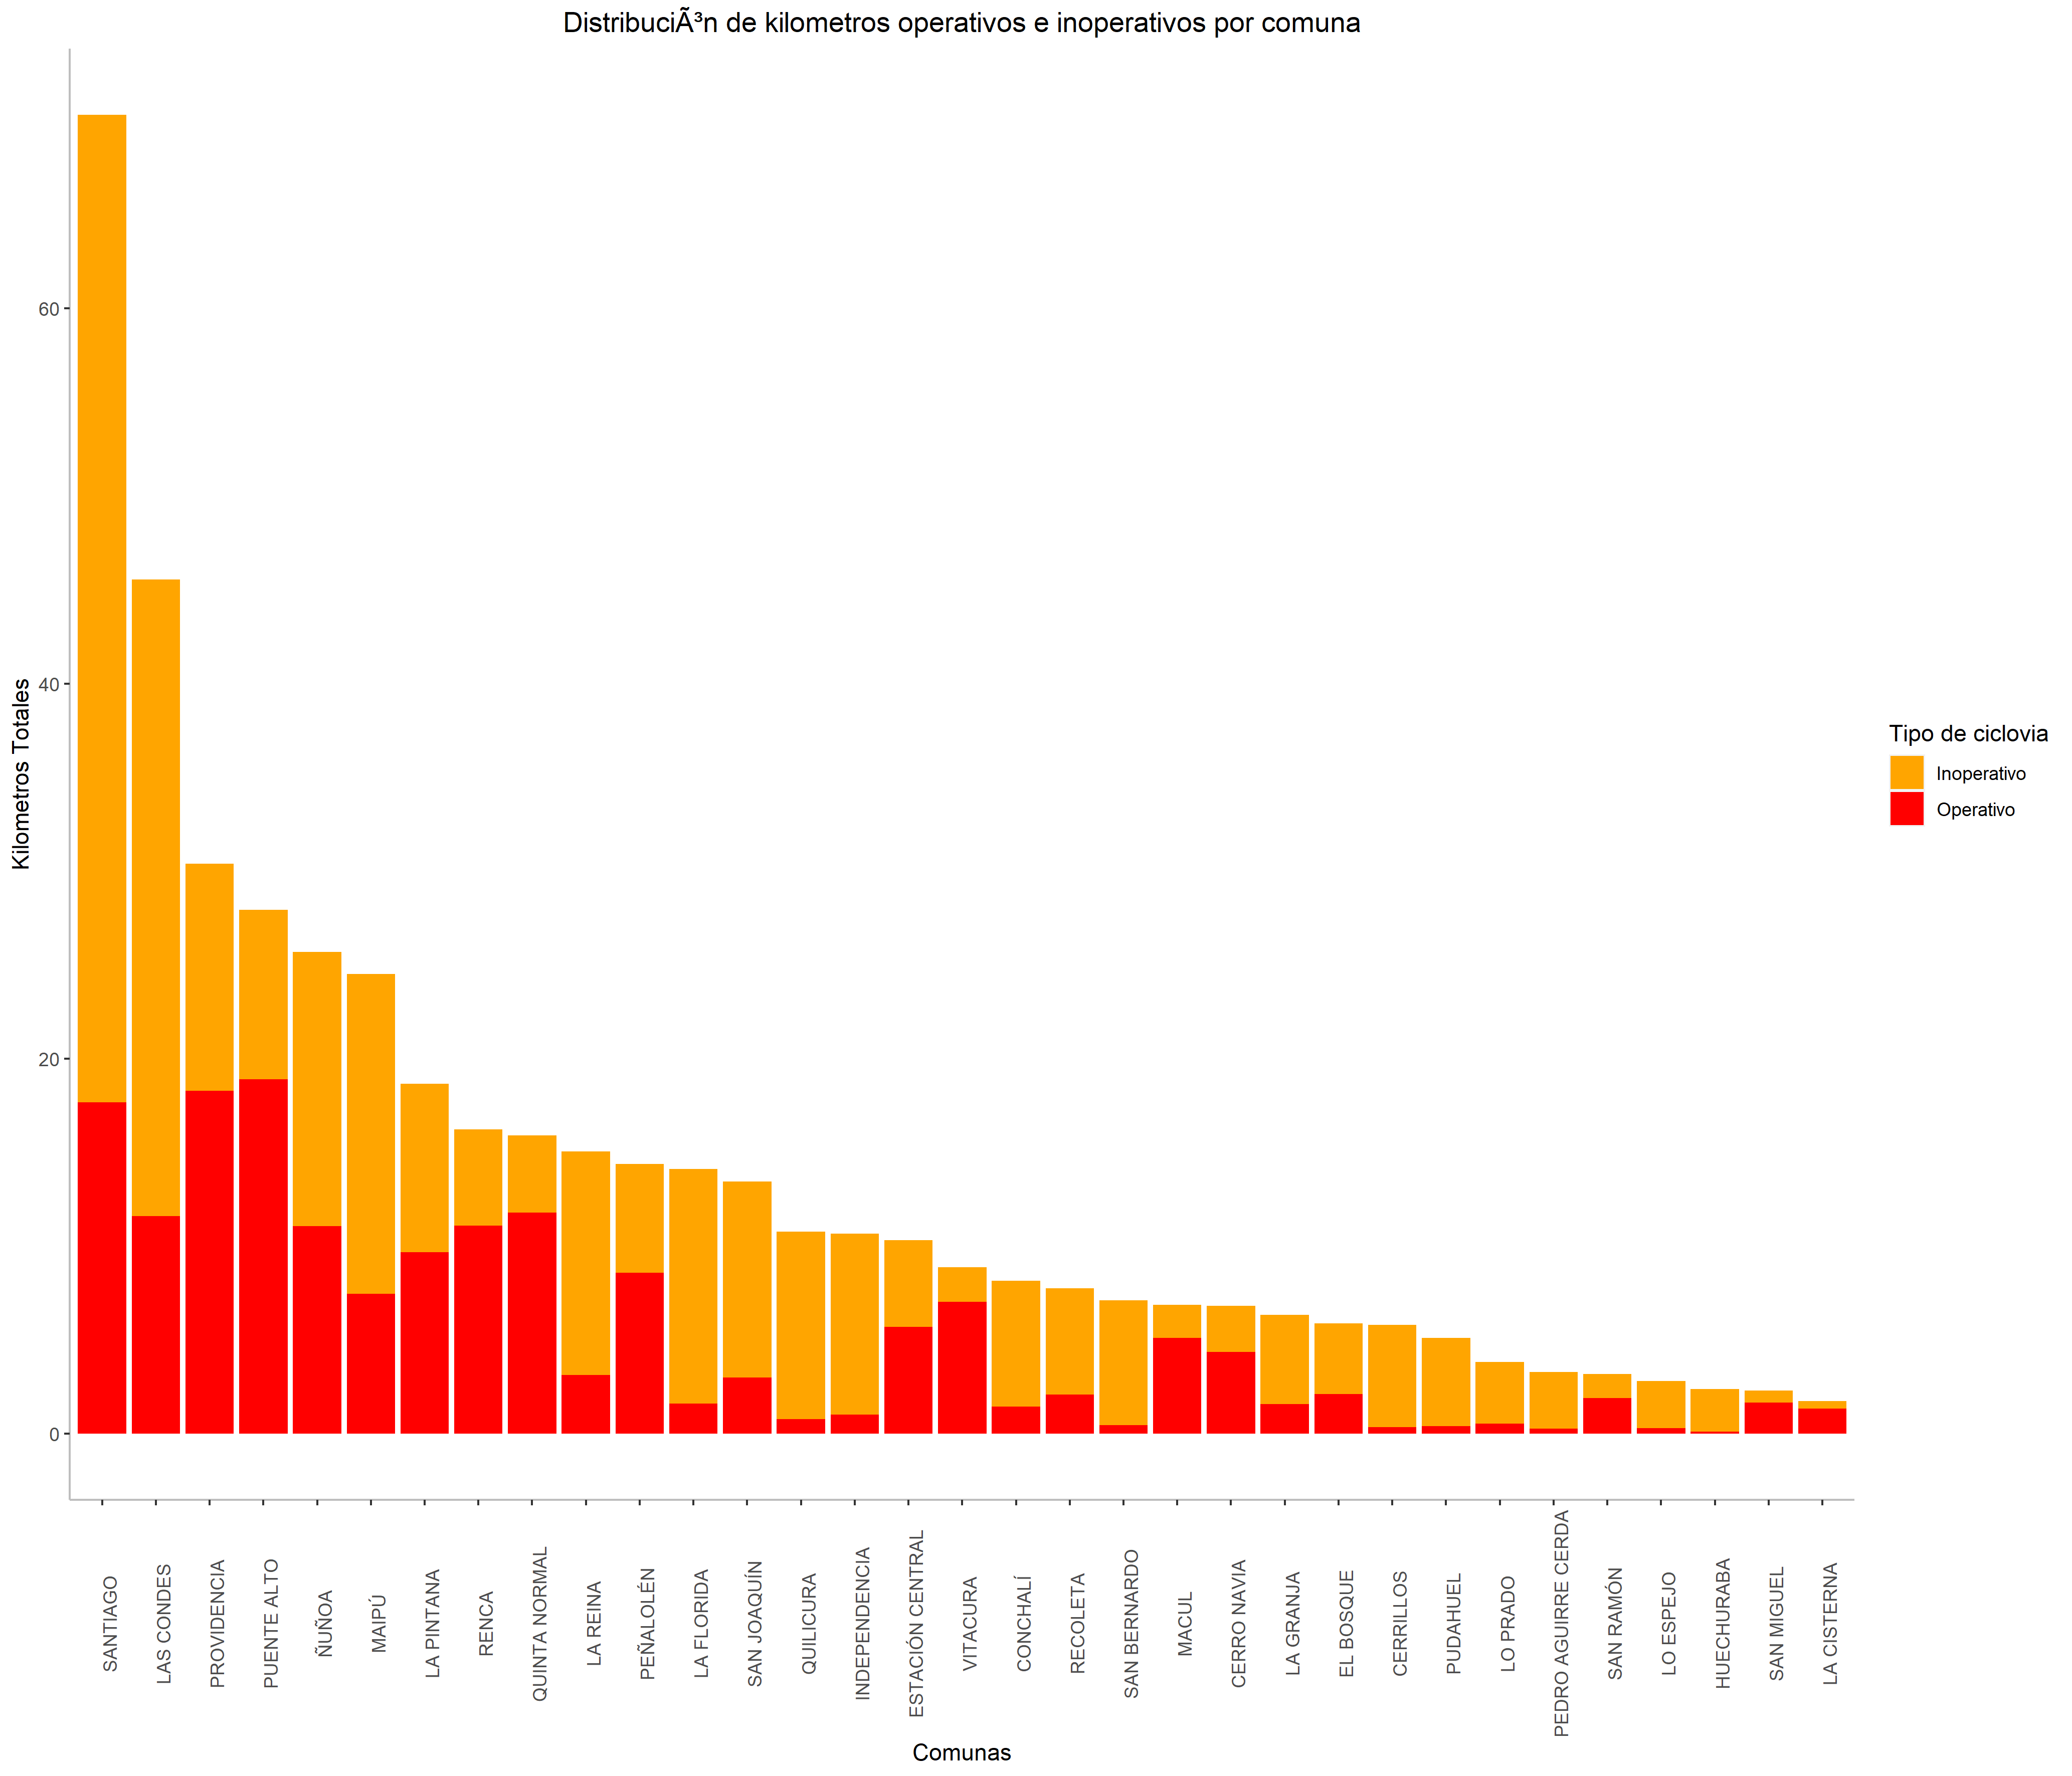 DistribuciÃ³n de kilometros operativos e inoperativos por comuna
Kilometros Totales
60
40
20
0
Tipo de ciclovia
Inoperativo
Operativo
SANTIAGO
LAS CONDES
PROVIDENCIA
PUENTE ALTO
ÑUÑOA
MAIPÚ
LA PINTANA
RENCA
QUINTA NORMAL
LA REINA
PEÑALOLÉN
LA FLORIDA
SAN JOAQUÍN
QUILICURA
INDEPENDENCIA
ESTACIÓN CENTRAL
VITACURA
CONCHALÍ
RECOLETA
SAN BERNARDO
MACUL
CERRO NAVIA
LA GRANJA
EL BOSQUE
CERRILLOS
PUDAHUEL
LO PRADO
PEDRO AGUIRRE CERDA
SAN RAMÓN
LO ESPEJO
HUECHURABA
SAN MIGUEL
LA CISTERNA
Comunas